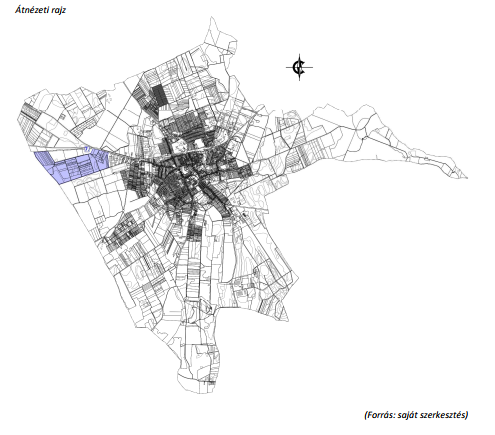 Átnézeti rajz
(Forrás: saját szerkesztés)